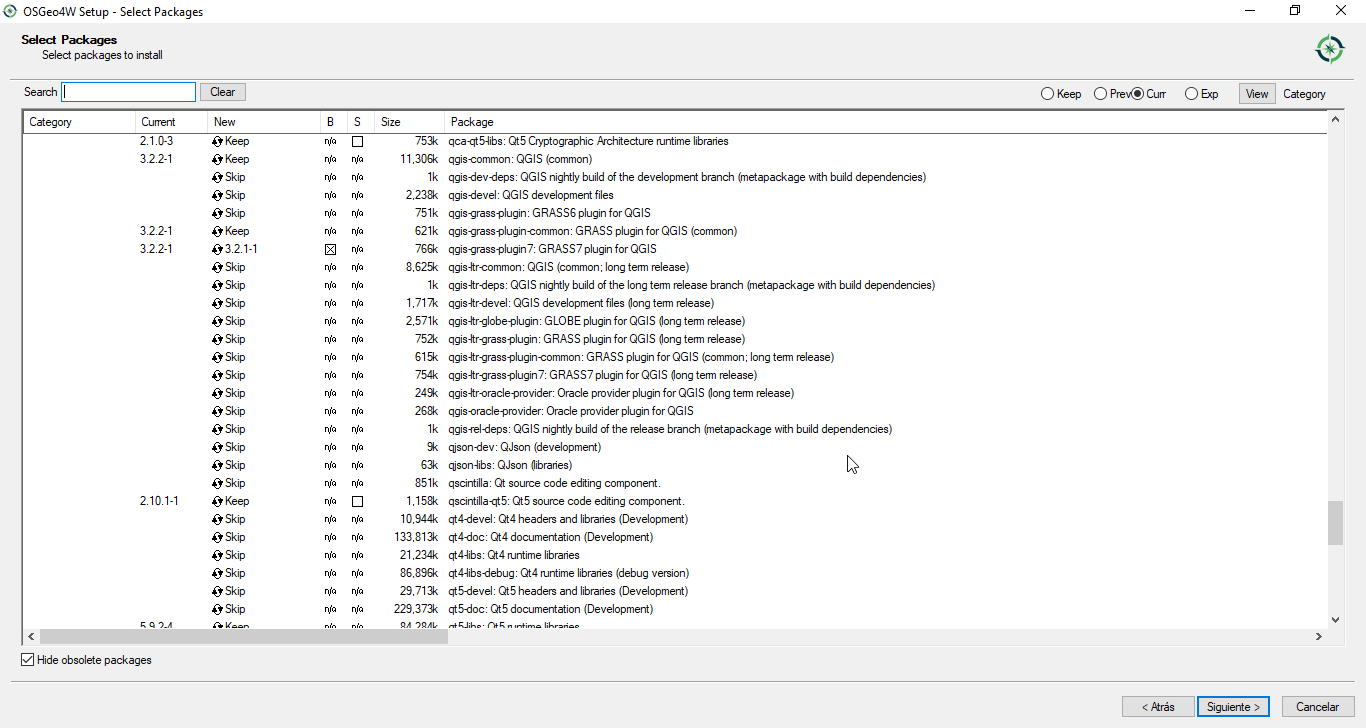 OSGeo4W Setup - Select Packages
Select Packages
Select packages to install
Search Clear Keep Prev Curr Exp View Category
Category Current New B S Size Package
2.1.0-3 Keep n/a 753k qca-qt5-libs: Qt5 Cryptographic Architecture runtime libraries
3.2.2-1 Keep n/a n/a 11,306k qgis-common: QGIS (common)
Skip n/a n/a 1k qgis-dev-deps: QGIS nightly build of the development branch (metapackage with build dependencies)
Skip n/a n/a 2,238k qgis-devel: QGIS development files
Skip n/a n/a 751k qgis-grass-plugin: GRASS6 plugin for QGIS
3.2.2-1 Keep n/a n/a 621k qgis-grass-plugin-common: GRASS plugin for QGIS (common)
3.2.2-1 3.2.1-1 n/a 766k qgis-grass-plugin7: GRASS7 plugin for QGIS
Skip n/a n/a 8,625k qgis-ltr-common: QGIS (common; long term release)
Skip n/a n/a 1k qgis-ltr-deps: QGIS nightly build of the long term release branch (metapackage with build dependencies)
Skip n/a n/a 1,717k qgis-ltr-devel: QGIS development files (long term release)
Skip n/a n/a 2,571k qgis-ltr-globe-plugin: GLOBE plugin for QGIS (long term release)
Skip n/a n/a 752k qgis-ltr-grass-plugin: GRASS plugin for QGIS (long term release)
Skip n/a n/a 615k qgis-ltr-grass-plugin-common: GRASS plugin for QGIS (common; long term release)
Skip n/a n/a 754k qgis-ltr-grass-plugin7: GRASS7 plugin for QGIS (long term release)
Skip n/a n/a 249k qgis-ltr-oracle-provider: Oracle provider plugin for QGIS (long term release)
Skip n/a n/a 268k qgis-oracle-provider: Oracle provider plugin for QGIS
Skip n/a n/a 1k qgis-rel-deps: QGIS nightly build of the release branch (metapackage with build dependencies)
Skip n/a n/a 9k qjson-dev: QJson (development)
Skip n/a n/a 63k qjson-libs: QJson (libraries)
Skip n/a n/a 851k qscintilla: Qt source code editing component.
2.10.1-1 Keep n/a 1,158k qscintilla-qt5: Qt5 source code editing component.
Skip n/a n/a 10,944k qt4-devel: Qt4 headers and libraries (Development)
Skip n/a n/a 133,813k qt4-doc: Qt4 documentation (Development)
Skip n/a n/a 21,234k qt4-libs: Qt4 runtime libraries
Skip n/a n/a 86,896k qt4-libs-debug: Qt4 runtime libraries (debug version)
Skip n/a n/a 29,713k qt5-devel: Qt5 headers and libraries (Development)
Skip n/a n/a 229,373k qt5-doc: Qt5 documentation (Development)
5.9.2-4 Keep n/a n/a 84,284k qt5-libs: Qt5 runtime libraries
Hide obsolete packages
< Atrás Siguiente > Cancelar